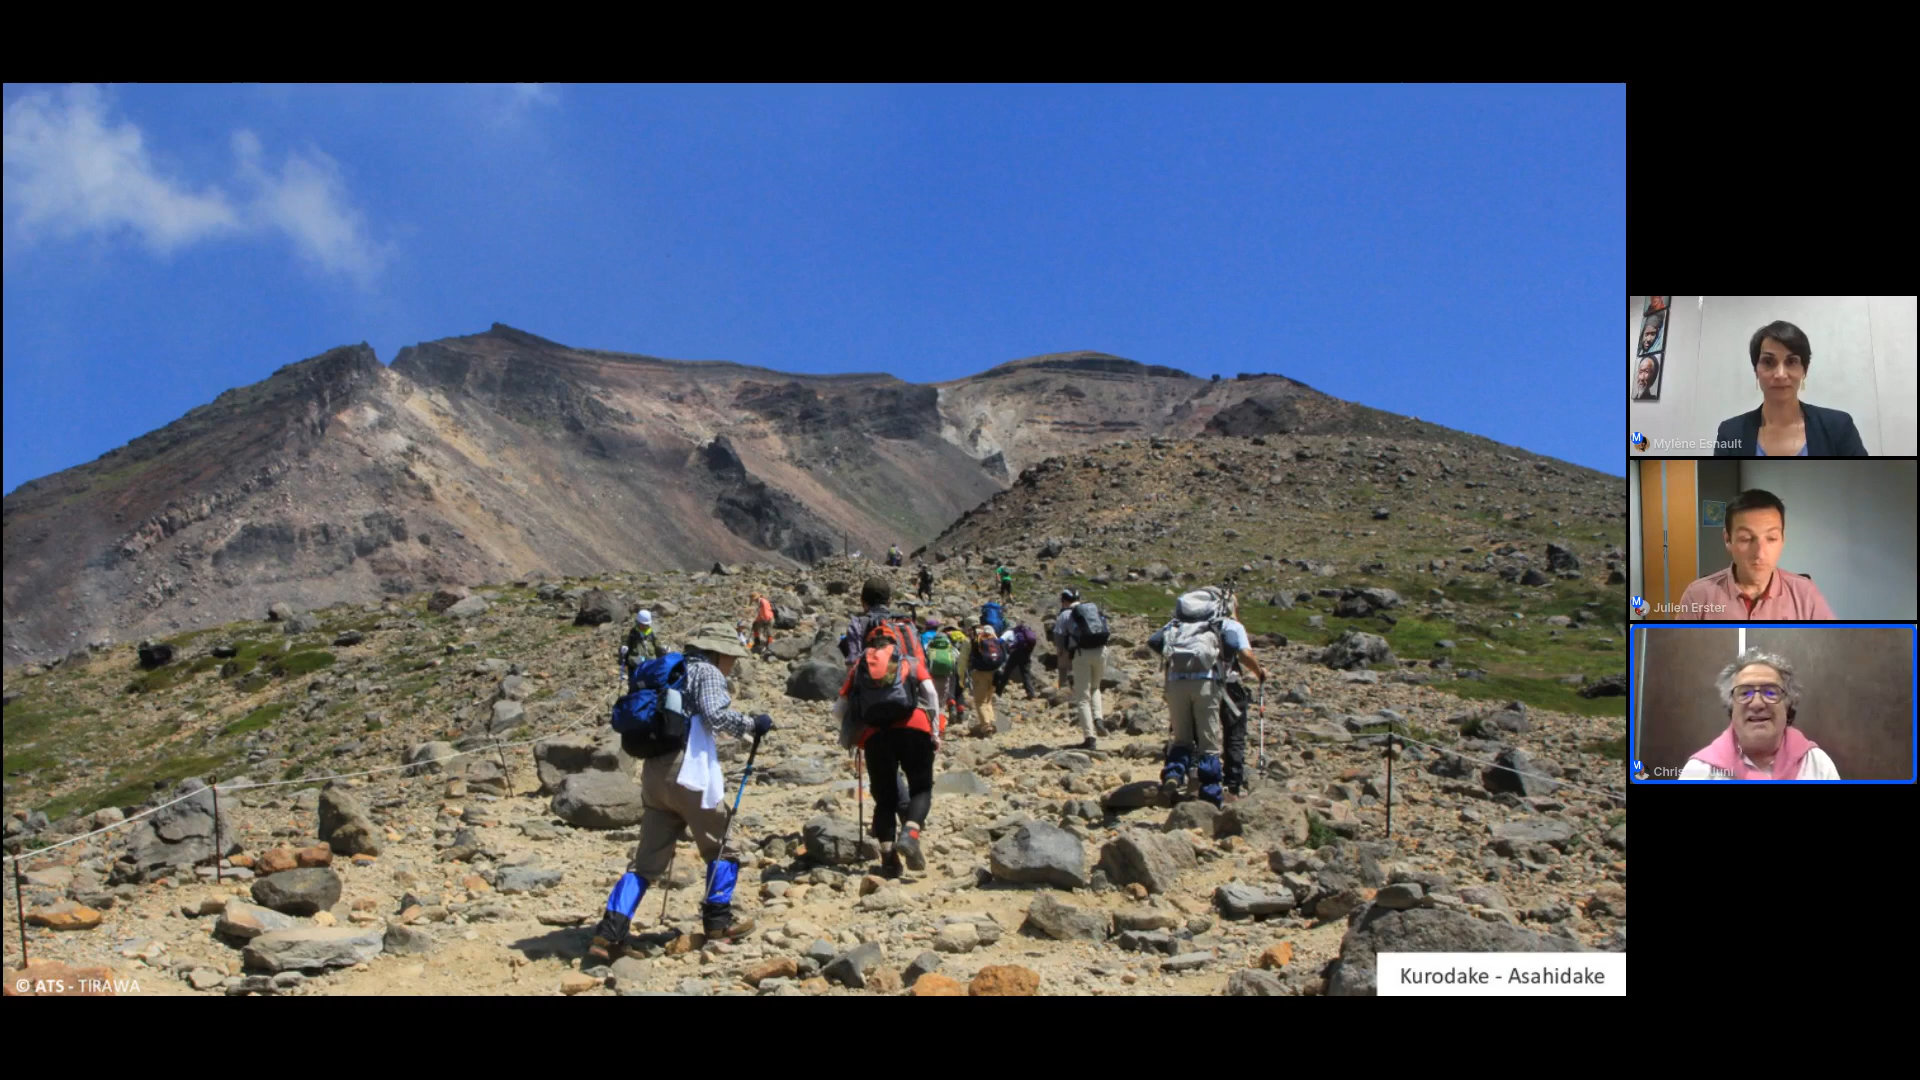 © ATS - TIRAWA
Kurodake - Asahidake
M
Mylène Esnault
M
Julien Erster
M